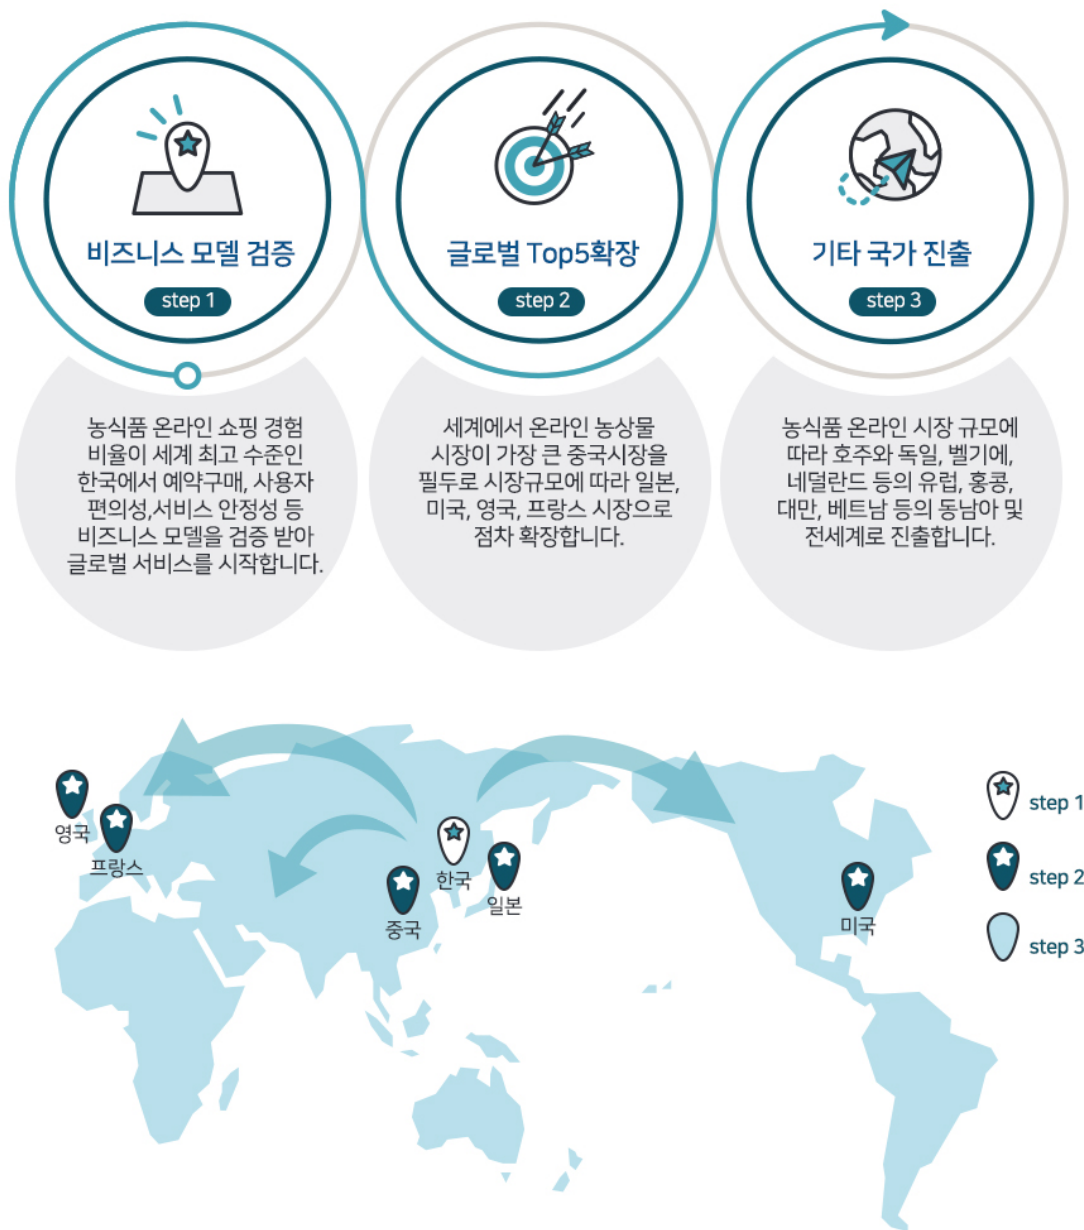 비즈니스 모델 검증
step 1
농식품 온라인 쇼핑 경험
비율이 세계 최고 수준인
한국에서 예약구매, 사용자
편의성,서비스 안정성 등
비즈니스 모델을 검증 받아
글로벌 서비스를 시작합니다.
글로벌 Top5확장
step 2
세계에서 온라인 농상물
시장이 가장 큰 중국시장을
필두로 시장규모에 따라 일본,
미국, 영국, 프랑스 시장으로
점차 확장합니다.
기타 국가 진출
step 3
농식품 온라인 시장 규모에
따라 호주와 독일, 벨기에,
네덜란드 등의 유럽, 홍콩,
대만, 베트남 등의 동남아 및
전세계로 진출합니다.
영국
프랑스
중국
한국
일본
미국
step 1
step 2
step 3